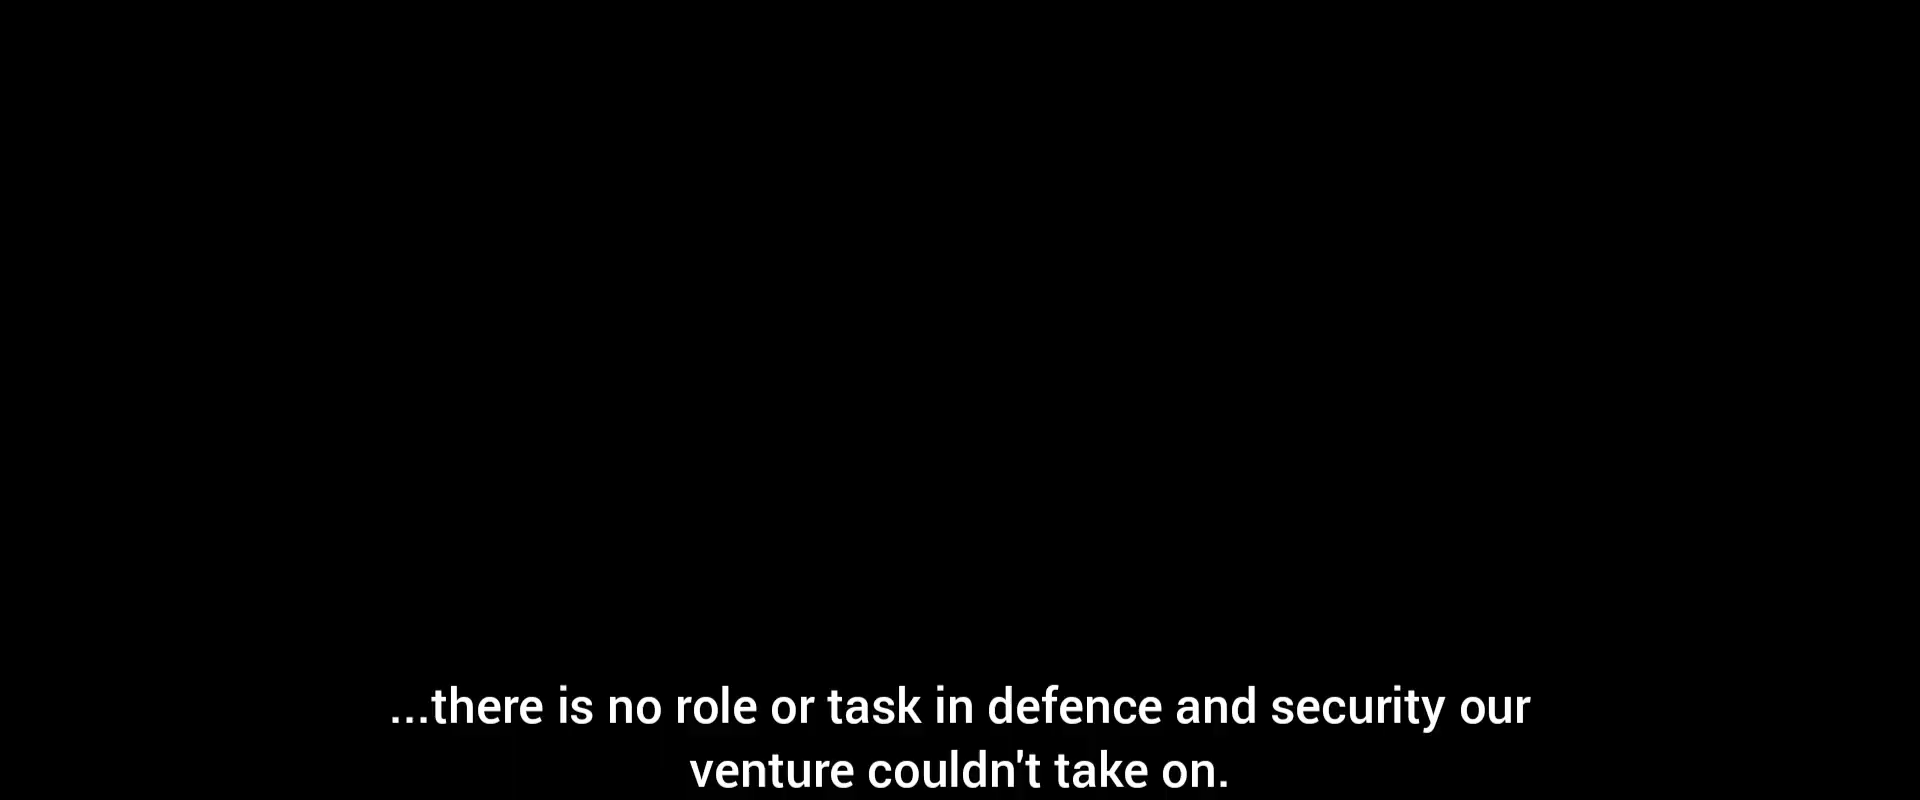 ...there is no role or task in defence and security our
venture couldn't take on.